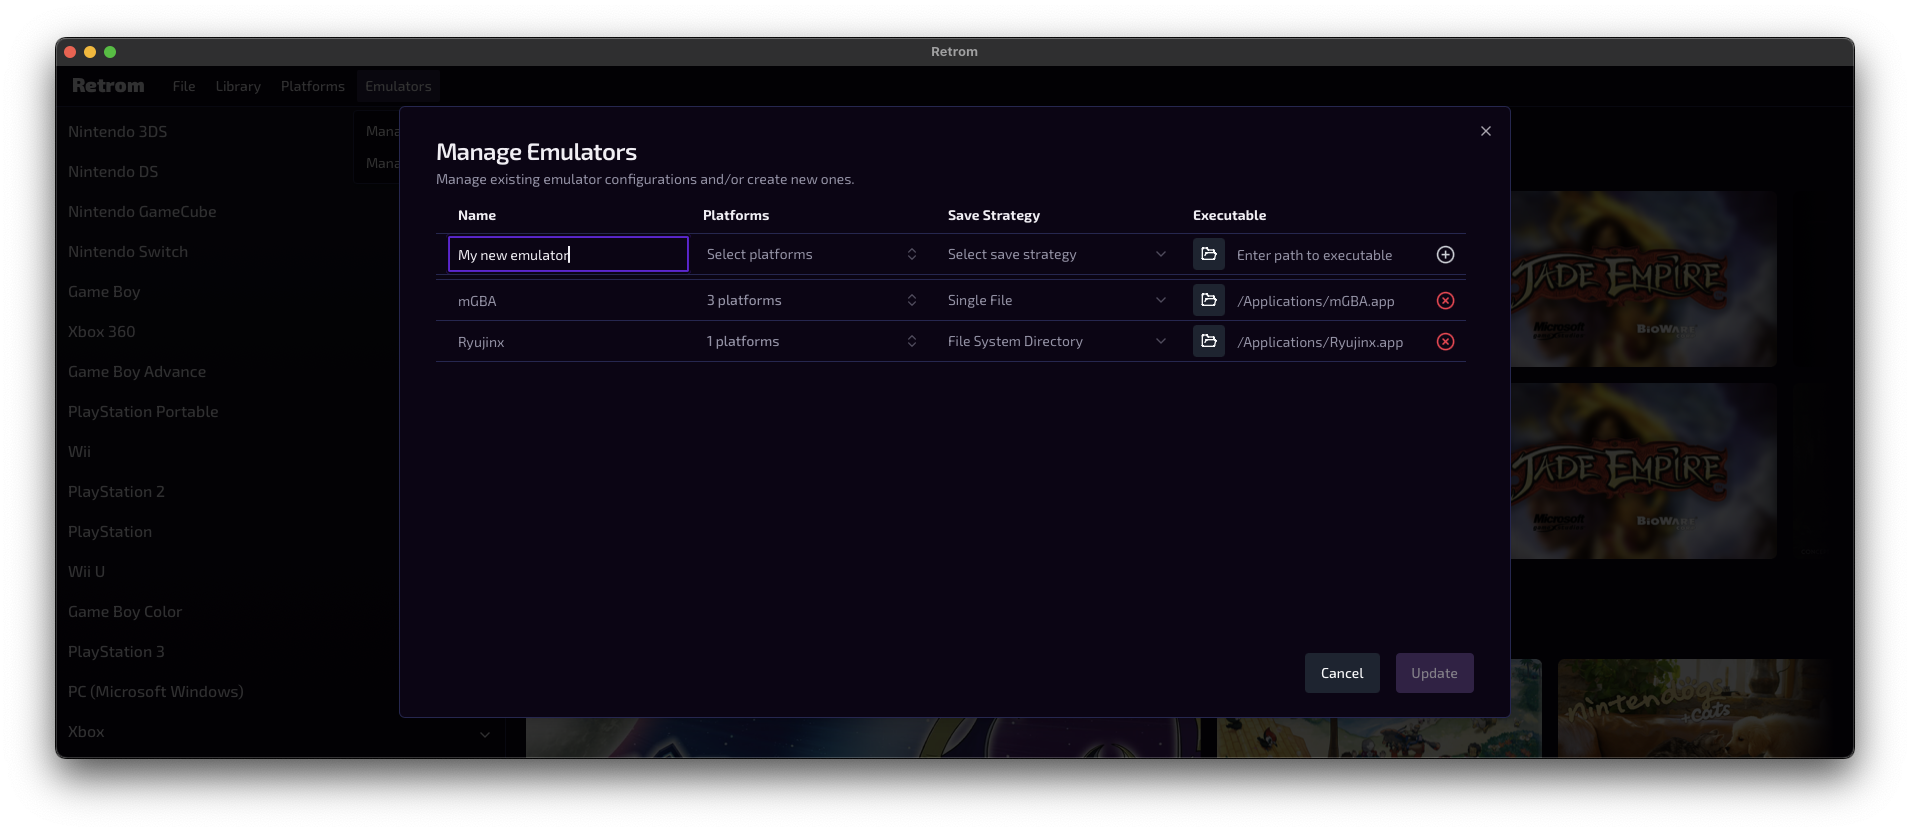 Retrom
Retrom File Library Platforms Emulators
Nintendo 3DS
Nintendo DS
Nintendo GameCube
Nintendo Switch
Game Boy
Xbox 360
Game Boy Advance
PlayStation Portable
Wii
PlayStation 2
PlayStation
Wii U
Game Boy Color
PlayStation 3
PC (Microsoft Windows)
Xbox
Mana
Mana
Manage Emulators
Manage existing emulator configurations and/or create new ones.
Name Platforms Save Strategy Executable
My new emulator Select platforms Select save strategy Enter path to executable
mGBA 3 platforms Single File /Applications/mGBA.app
Ryujinx 1 platforms File System Directory /Applications/Ryujinx.app
Cancel Update
JADE EMPIRE
Microsoft
BIOWARE
JADE EMPIRE
Microsoft
BIOWARE
nintendogs
+cats